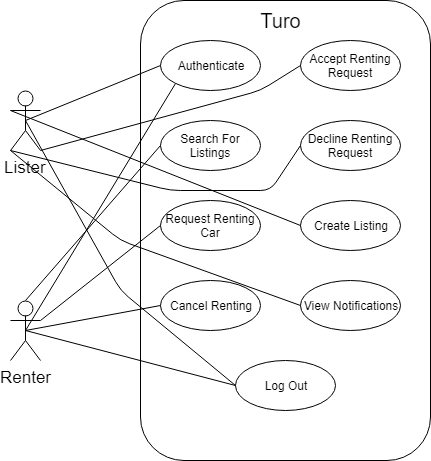 Turo
Authenticate
Accept Renting
Request
Search For
Listings
Decline Renting
Request
Lister
Request Renting
Car
Create Listing
Cancel Renting
View Notifications
Renter
Log Out